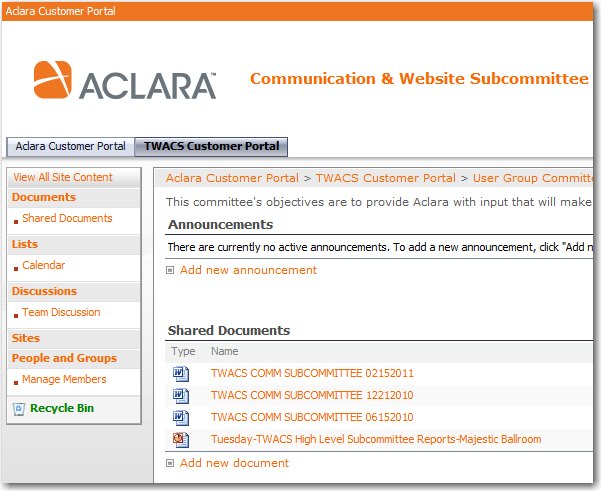 Aclara Customer Portal
ACLARA™
Communication & Website Subcommittee
Aclara Customer Portal
TWACS Customer Portal
View All Site Content
Documents
Shared Documents
Lists
Calendar
Discussions
Team Discussion
Sites
People and Groups
Manage Members
Recycle Bin
Aclara Customer Portal > TWACS Customer Portal > User Group Committe
This committee's objectives are to provide Aclara with input that will make
Announcements
There are currently no active announcements. To add a new announcement, click "Add n
Add new announcement
Shared Documents
Type Name
TWACS COMM SUBCOMMITTEE 02152011
TWACS COMM SUBCOMMITTEE 12212010
TWACS COMM SUBCOMMITTEE 06152010
Tuesday-TWACS High Level Subcommittee Reports-Majestic Ballroom
Add new document